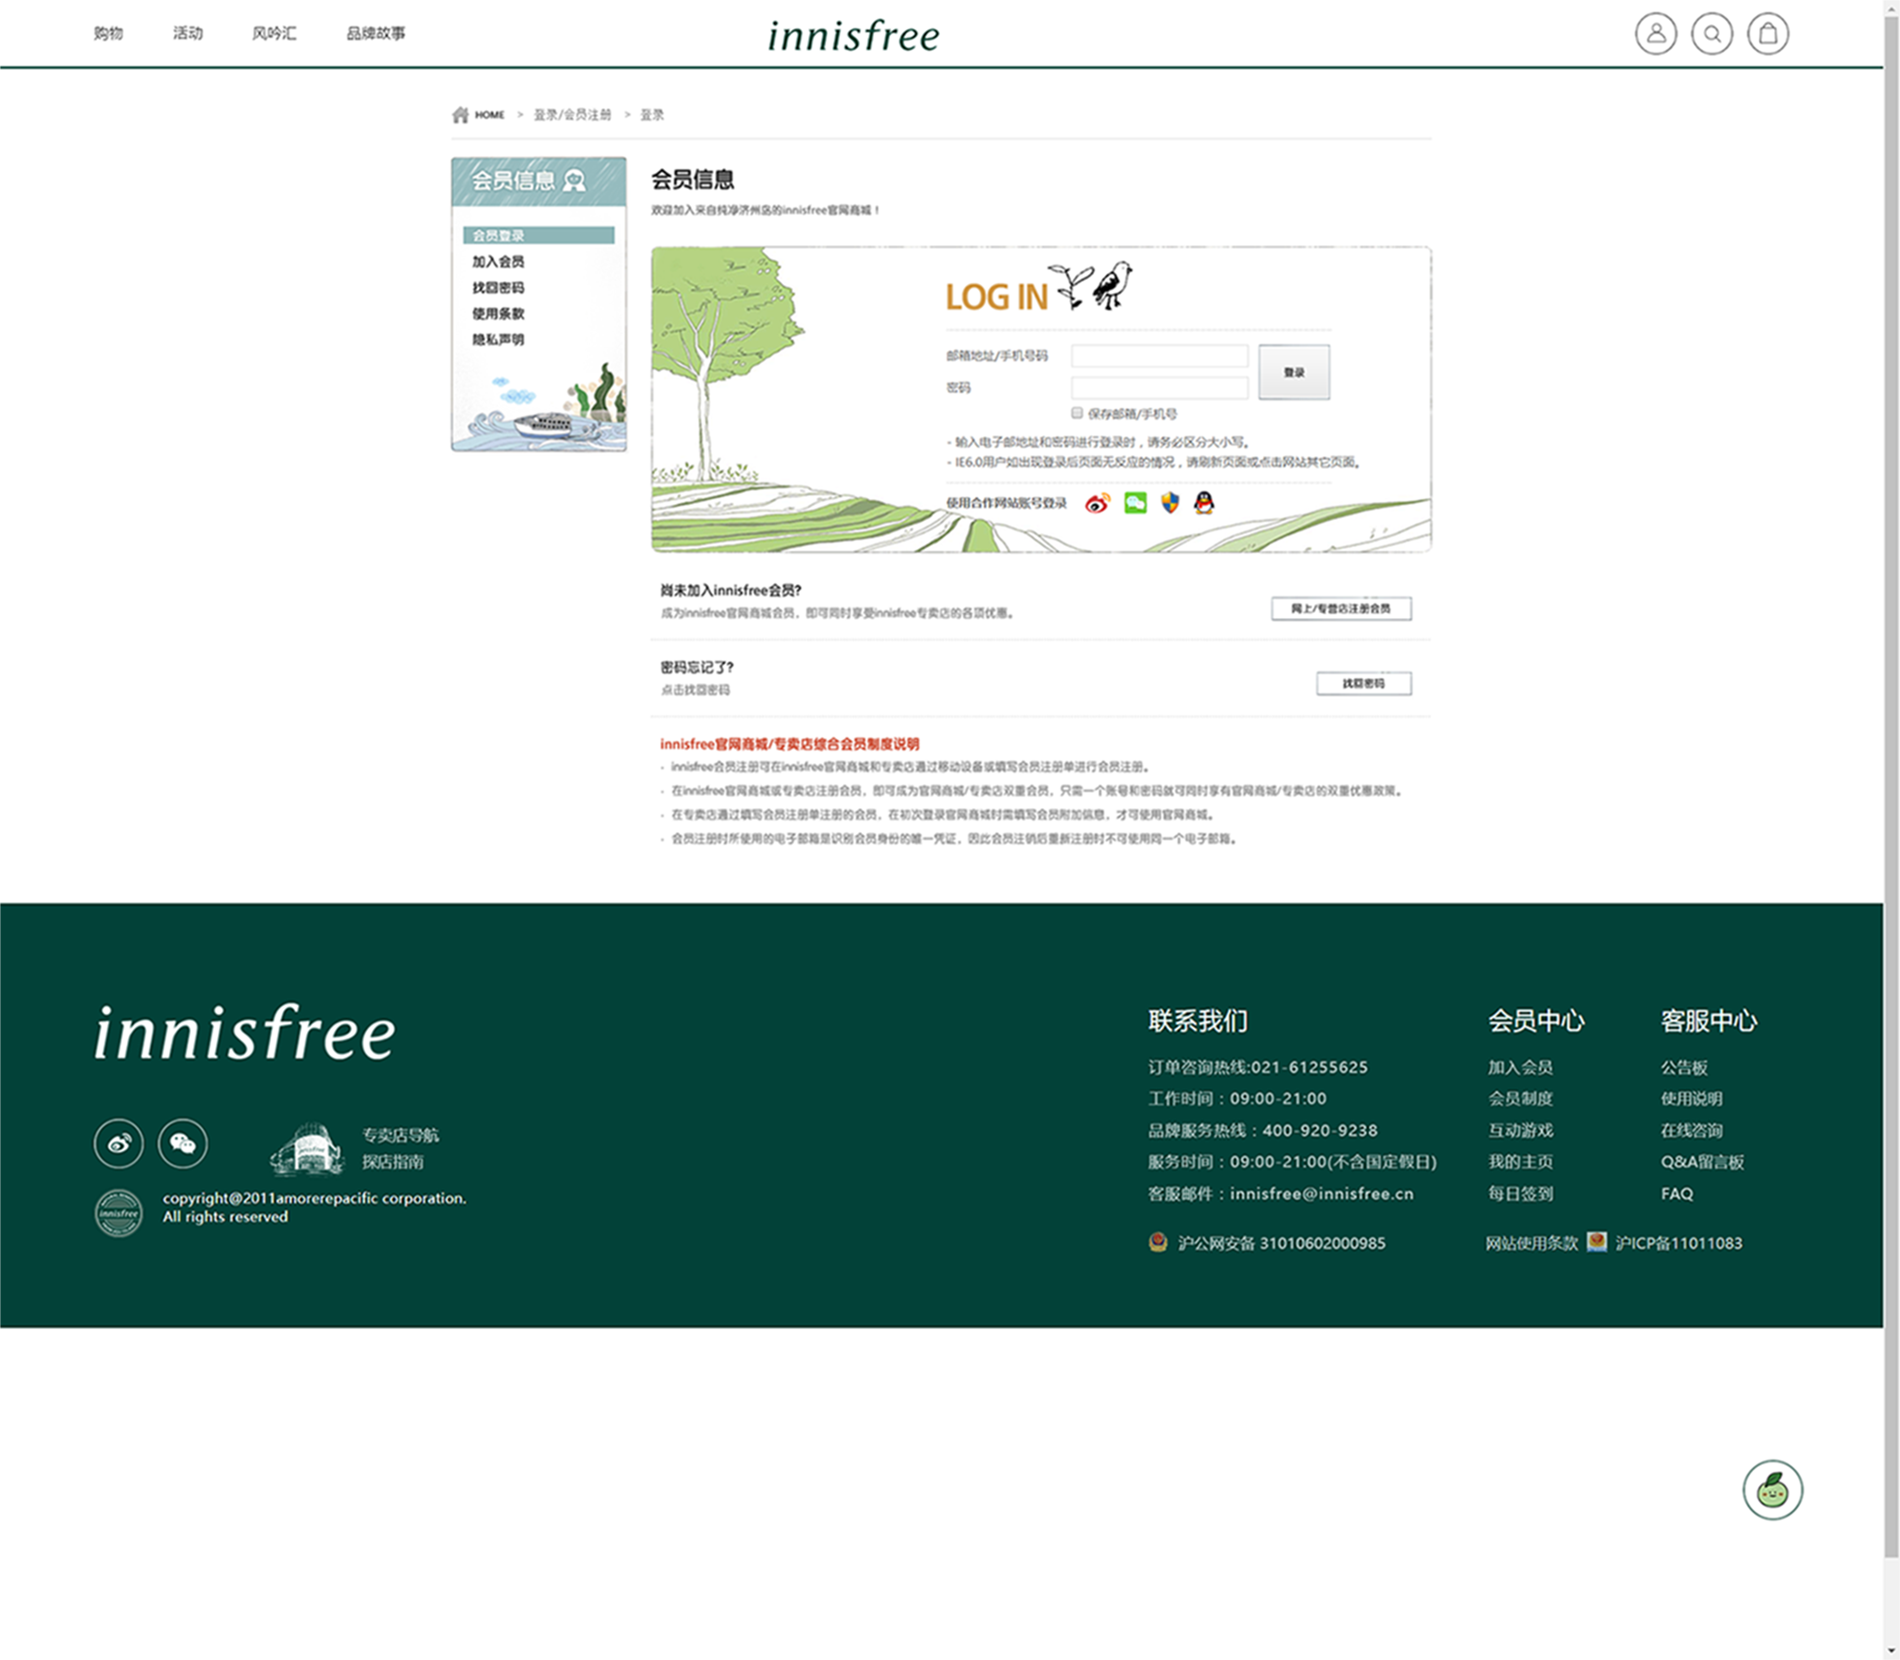 购物 活动 风吟汇 品牌故事
innisfree
HOME > 登录/会员注册 > 登录
会员信息
会员登录
加入会员
找回密码
使用条款
隐私声明
会员信息
欢迎加入来自纯净济州岛的innisfree官网商城！
LOG IN
邮箱地址/手机号码
密码
登录
保存邮箱/手机号
- 输入电子邮地址和密码进行登录时，请务必区分大小写。
- IE6.0用户如出现登录后页面无反应的情况，请刷新页面或点击网站其它页面。
使用合作网站账号登录
尚未加入innisfree会员?
成为innisfree官网商城会员，即可同时享受innisfree专卖店的各项优惠。
网上/专营店注册会员
密码忘记了?
点击找回密码
找回密码
innisfree官网商城/专卖店综合会员制度说明
· innisfree会员注册可在innisfree官网商城和专卖店通过移动设备或填写会员注册单进行会员注册。
· 在innisfree官网商城或专卖店注册会员，即可成为官网商城/专卖店双重会员，只需一个账号和密码就可同时享有官网商城/专卖店的双重优惠政策。
· 在专卖店通过填写会员注册单注册的会员，在初次登录官网商城时需填写会员附加信息，才可使用官网商城。
· 会员注册时所使用的电子邮箱是识别会员身份的唯一凭证，因此会员注销后重新注册时不可使用同一个电子邮箱。
innisfree
专卖店导航
探店指南
innisfree
copyright@2011amorerepacific corporation.
All rights reserved
联系我们
订单咨询热线:021-61255625
工作时间：09:00-21:00
品牌服务热线：400-920-9238
服务时间：09:00-21:00(不含国定假日)
客服邮件：innisfree@innisfree.cn
会员中心
加入会员
会员制度
互动游戏
我的主页
每日签到
客服中心
公告板
使用说明
在线咨询
Q&A留言板
FAQ
沪公网安备 31010602000985
网站使用条款 沪ICP备11011083